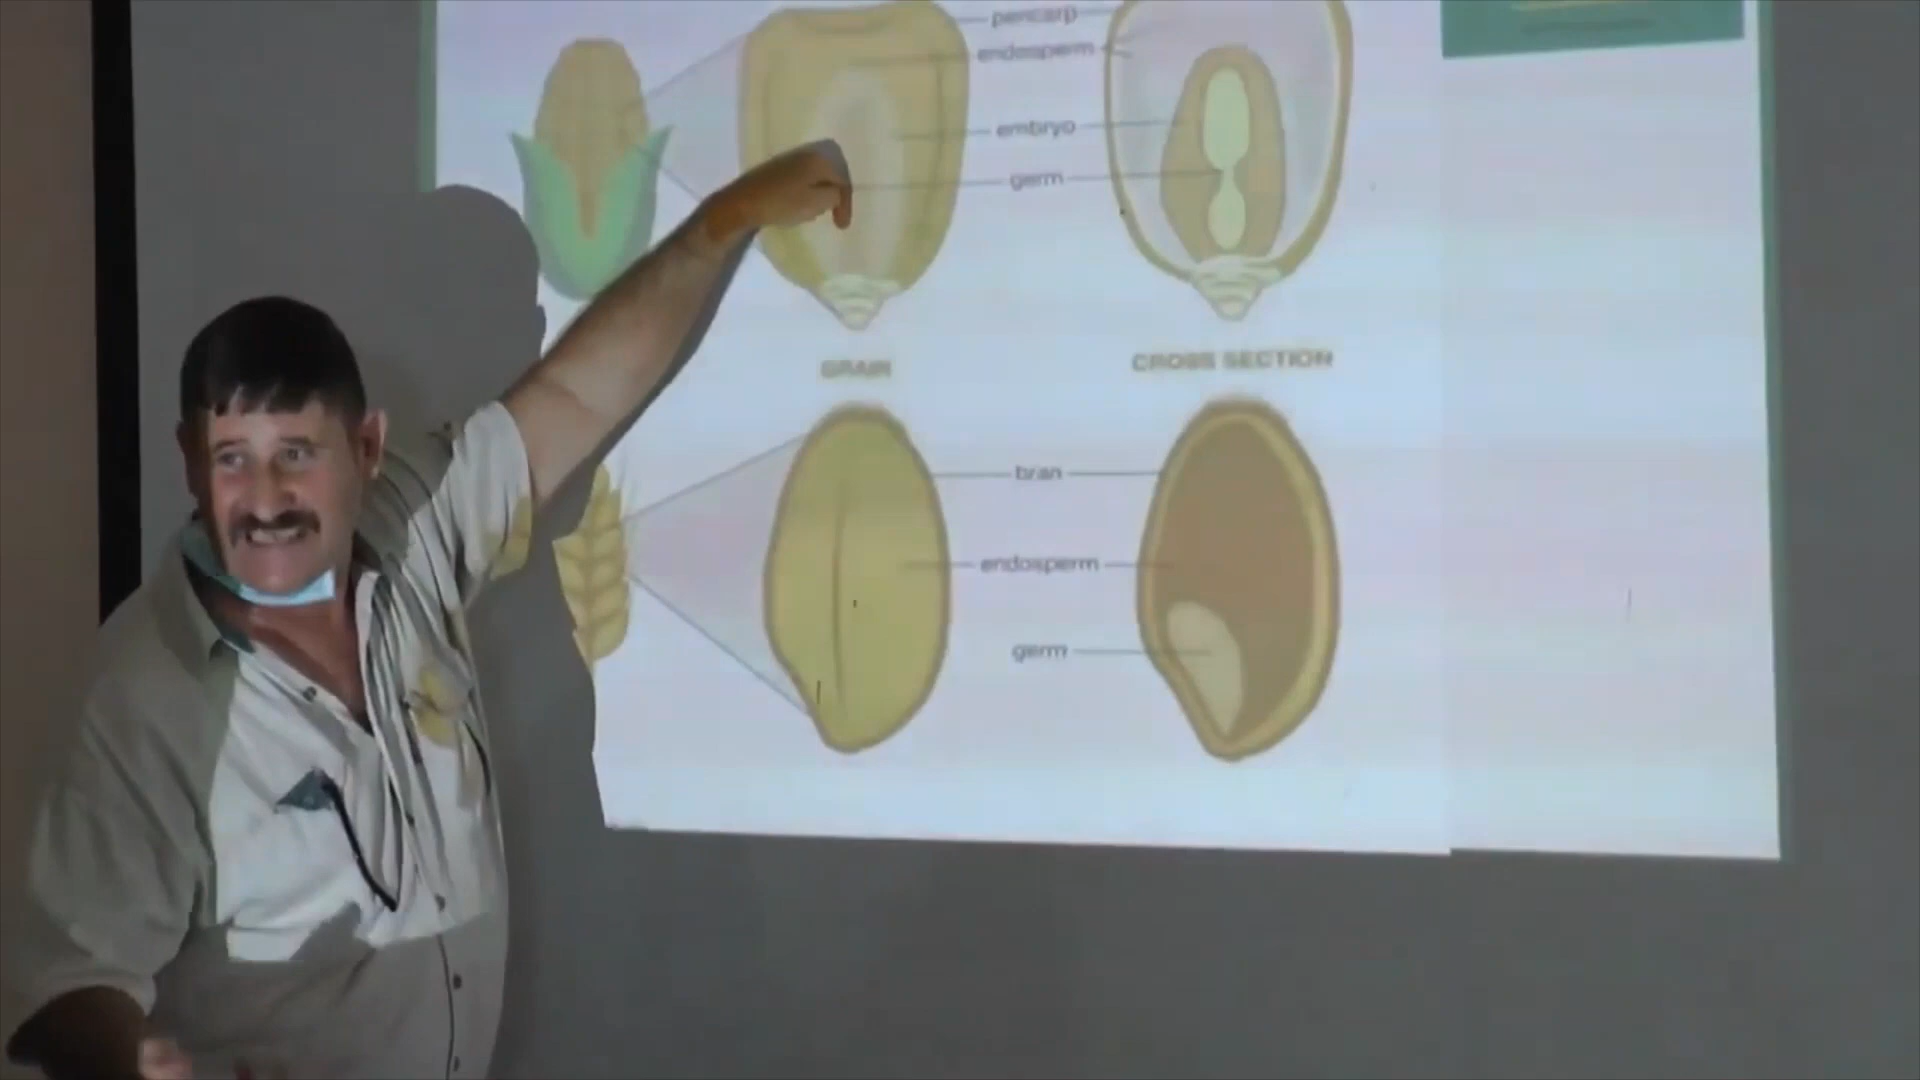 pericarp
endosperm
embryo
germ
GRAIN
CROSS SECTION
bran
endosperm
germ